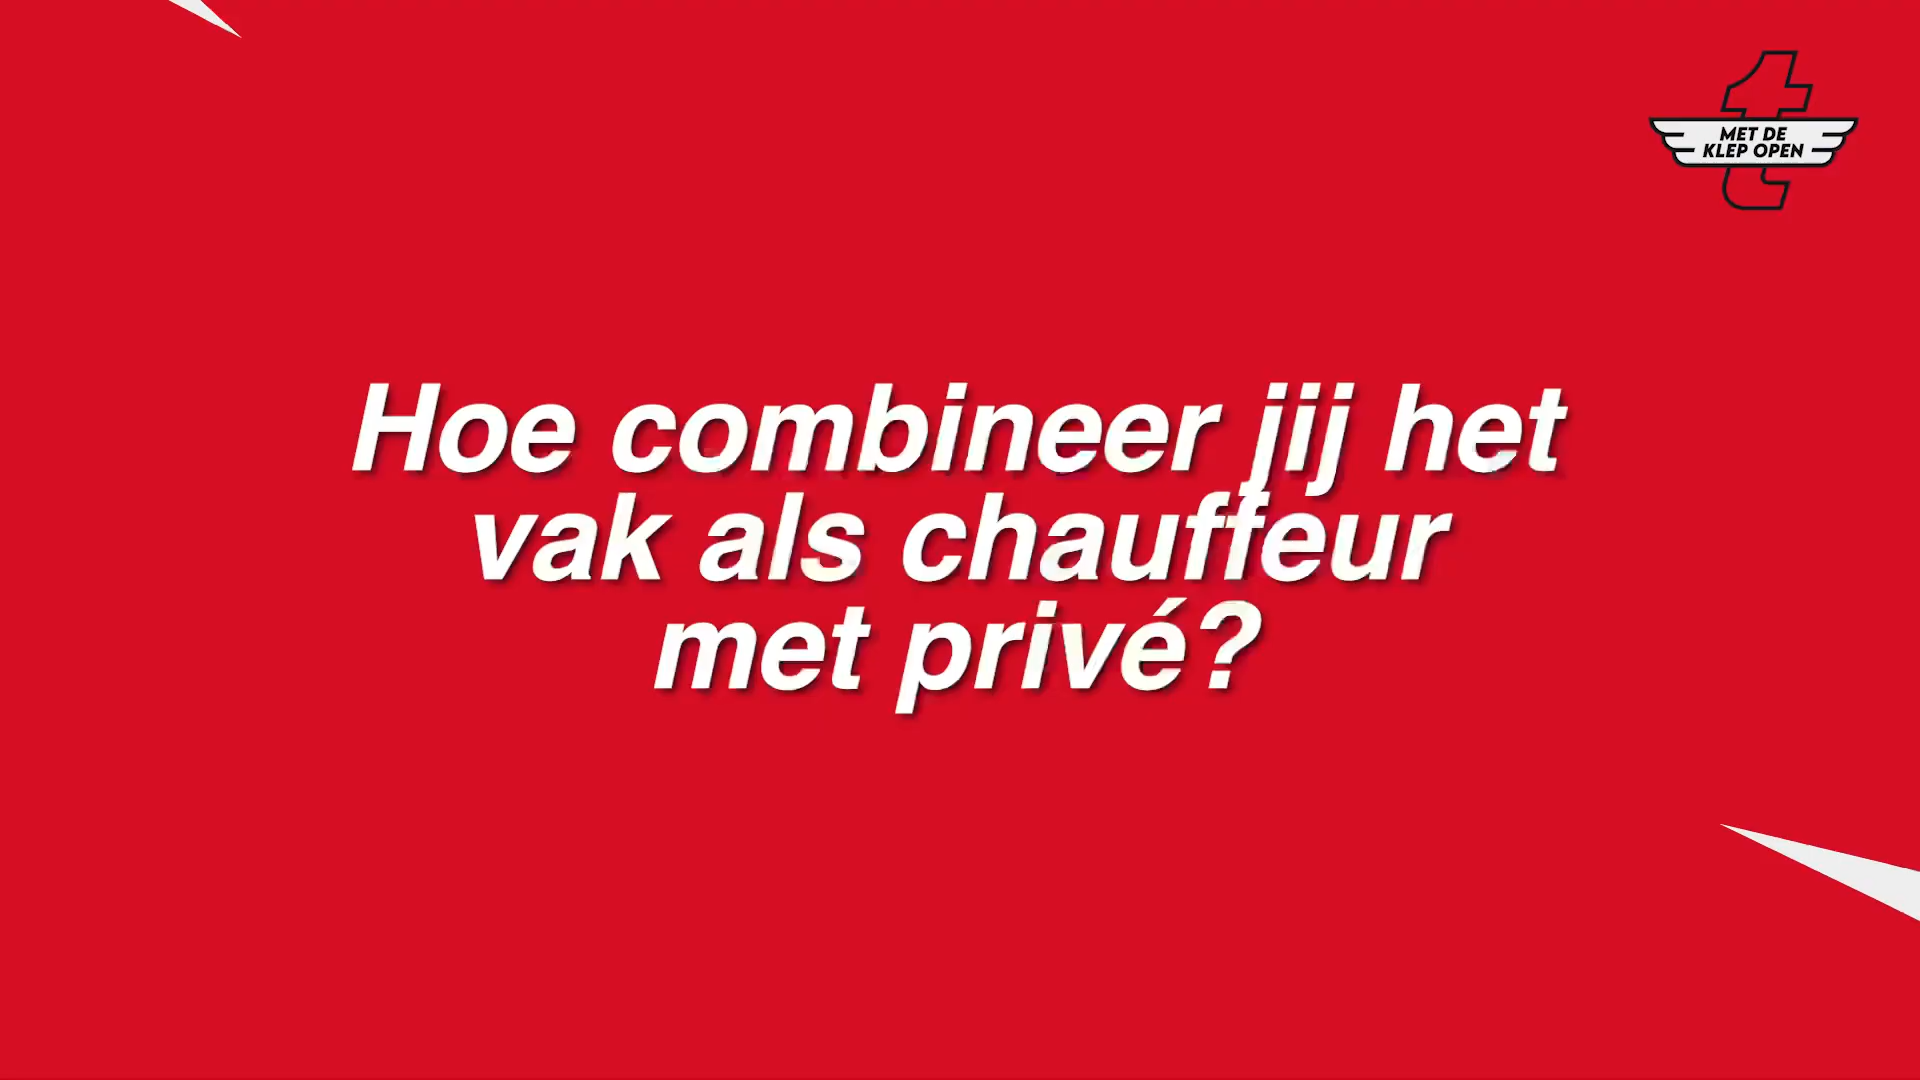 MET DE
KLEP OPEN
Hoe combineer jij het
vak als chauffeur
met privé?